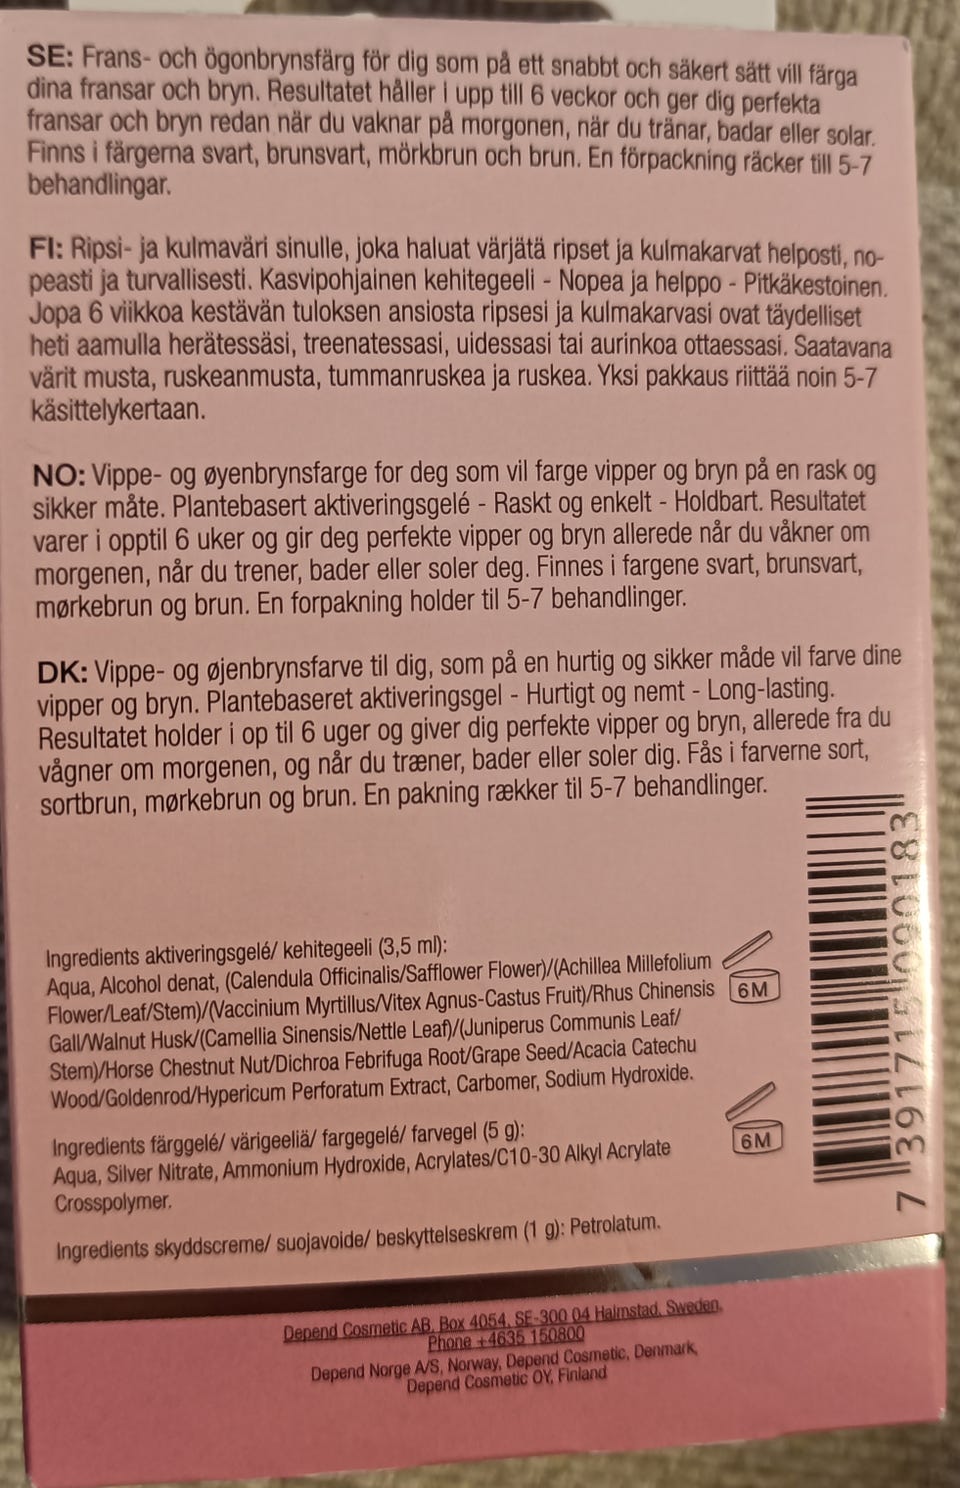 SE: Frans- och ögonbrynsfärg för dig som på ett snabbt och säkert sätt vill färga
dina fransar och bryn. Resultatet håller i upp till 6 veckor och ger dig perfekta
fransar och bryn redan när du vaknar på morgonen, när du tränar, badar eller solar.
Finns i färgerna svart, brunsvart, mörkbrun och brun. En förpackning räcker till 5-7
behandlingar.
FI: Ripsi- ja kulmaväri sinulle, joka haluat värjätä ripset ja kulmakarvat helposti, no-
peasti ja turvallisesti. Kasvipohjainen kehitegeeli - Nopea ja helppo - Pitkäkestoinen.
Jopa 6 viikkoa kestävän tuloksen ansiosta ripsesi ja kulmakarvasi ovat täydelliset
heti aamulla herätessäsi, treenatessasi, uidessasi tai aurinkoa ottaessasi. Saatavana
värit musta, ruskeanmusta, tummanruskea ja ruskea. Yksi pakkaus riittää noin 5-7
käsittelykertaan.
NO: Vippe- og øyenbrynsfarge for deg som vil farge vipper og bryn på en rask og
sikker måte. Plantebasert aktiveringsgelé - Raskt og enkelt - Holdbart. Resultatet
varer i opptil 6 uker og gir deg perfekte vipper og bryn allerede når du våkner om
morgenen, når du trener, bader eller soler deg. Finnes i fargene svart, brunsvart,
mørkebrun og brun. En forpakning holder til 5-7 behandlinger.
DK: Vippe- og øjenbrynsfarve til dig, som på en hurtig og sikker måde vil farve dine
vipper og bryn. Plantebaseret aktiveringsgel - Hurtigt og nemt - Long-lasting.
Resultatet holder i op til 6 uger og giver dig perfekte vipper og bryn, allerede fra du
vågner om morgenen, og når du træner, bader eller soler dig. Fås i farverne sort,
sortbrun, mørkebrun og brun. En pakning rækker til 5-7 behandlinger.
Ingredients aktiveringsgelé/ kehitegeeli (3,5 ml):
Aqua, Alcohol denat, (Calendula Officinalis/Safflower Flower)/(Achillea Millefolium
Flower/Leaf/Stem)/(Vaccinium Myrtillus/Vitex Agnus-Castus Fruit)/Rhus Chinensis
Gall/Walnut Husk/(Camellia Sinensis/Nettle Leaf)/(Juniperus Communis Leaf/
Stem)/Horse Chestnut Nut/Dichroa Febrifuga Root/Grape Seed/Acacia Catechu
Wood/Goldenrod/Hypericum Perforatum Extract, Carbomer, Sodium Hydroxide.
6M
Ingredients färggelé/ värigeeliä/ fargegelé/ farvegel (5 g):
Aqua, Silver Nitrate, Ammonium Hydroxide, Acrylates/C10-30 Alkyl Acrylate
Crosspolymer.
6M
Ingredients skyddscreme/ suojavoide/ beskyttelseskrem (1 g): Petrolatum.
7 391715 090183
Depend Cosmetic AB, Box 4054, SE-300 04 Halmstad, Sweden,
Phone +4635 150800
Depend Norge A/S, Norway, Depend Cosmetic, Denmark,
Depend Cosmetic OY, Finland